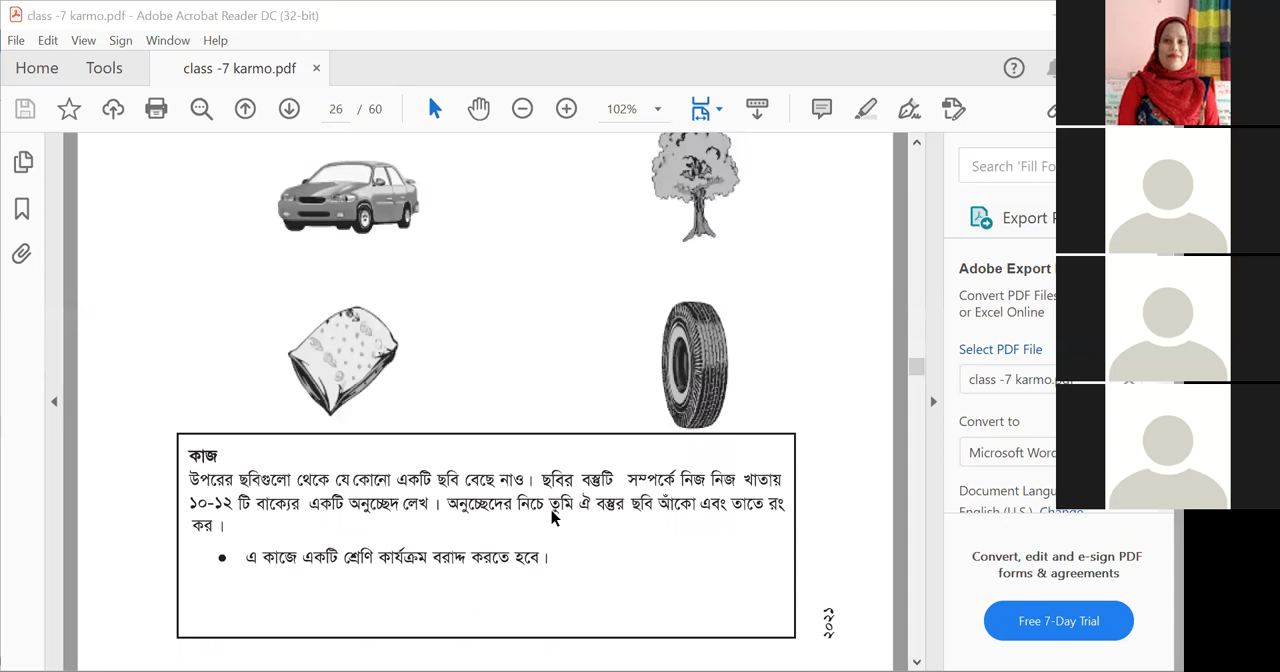 class -7 karmo.pdf - Adobe Acrobat Reader DC (32-bit)
File Edit View Sign Window Help
Home Tools class -7 karmo.pdf ×
26 / 60 102%
Search 'Fill Fo
Export P
Adobe Export
Convert PDF Files
or Excel Online
Select PDF File
class -7 karmo.pdf
Convert to
Microsoft Word
Document Langu
English (U.S.) Change
Convert, edit and e-sign PDF
forms & agreements
Free 7-Day Trial
কাজ
উপরের ছবিগুলো থেকে যে কোনো একটি ছবি বেছে নাও। ছবির বস্তুটি সম্পর্কে নিজ নিজ খাতায়
১০-১২ টি বাক্যের একটি অনুচ্ছেদ লেখ । অনুচ্ছেদের নিচে তুমি ঐ বস্তুর ছবি আঁকো এবং তাতে রং
কর ।
• এ কাজে একটি শ্রেণি কার্যক্রম বরাদ্দ করতে হবে।
২০২১